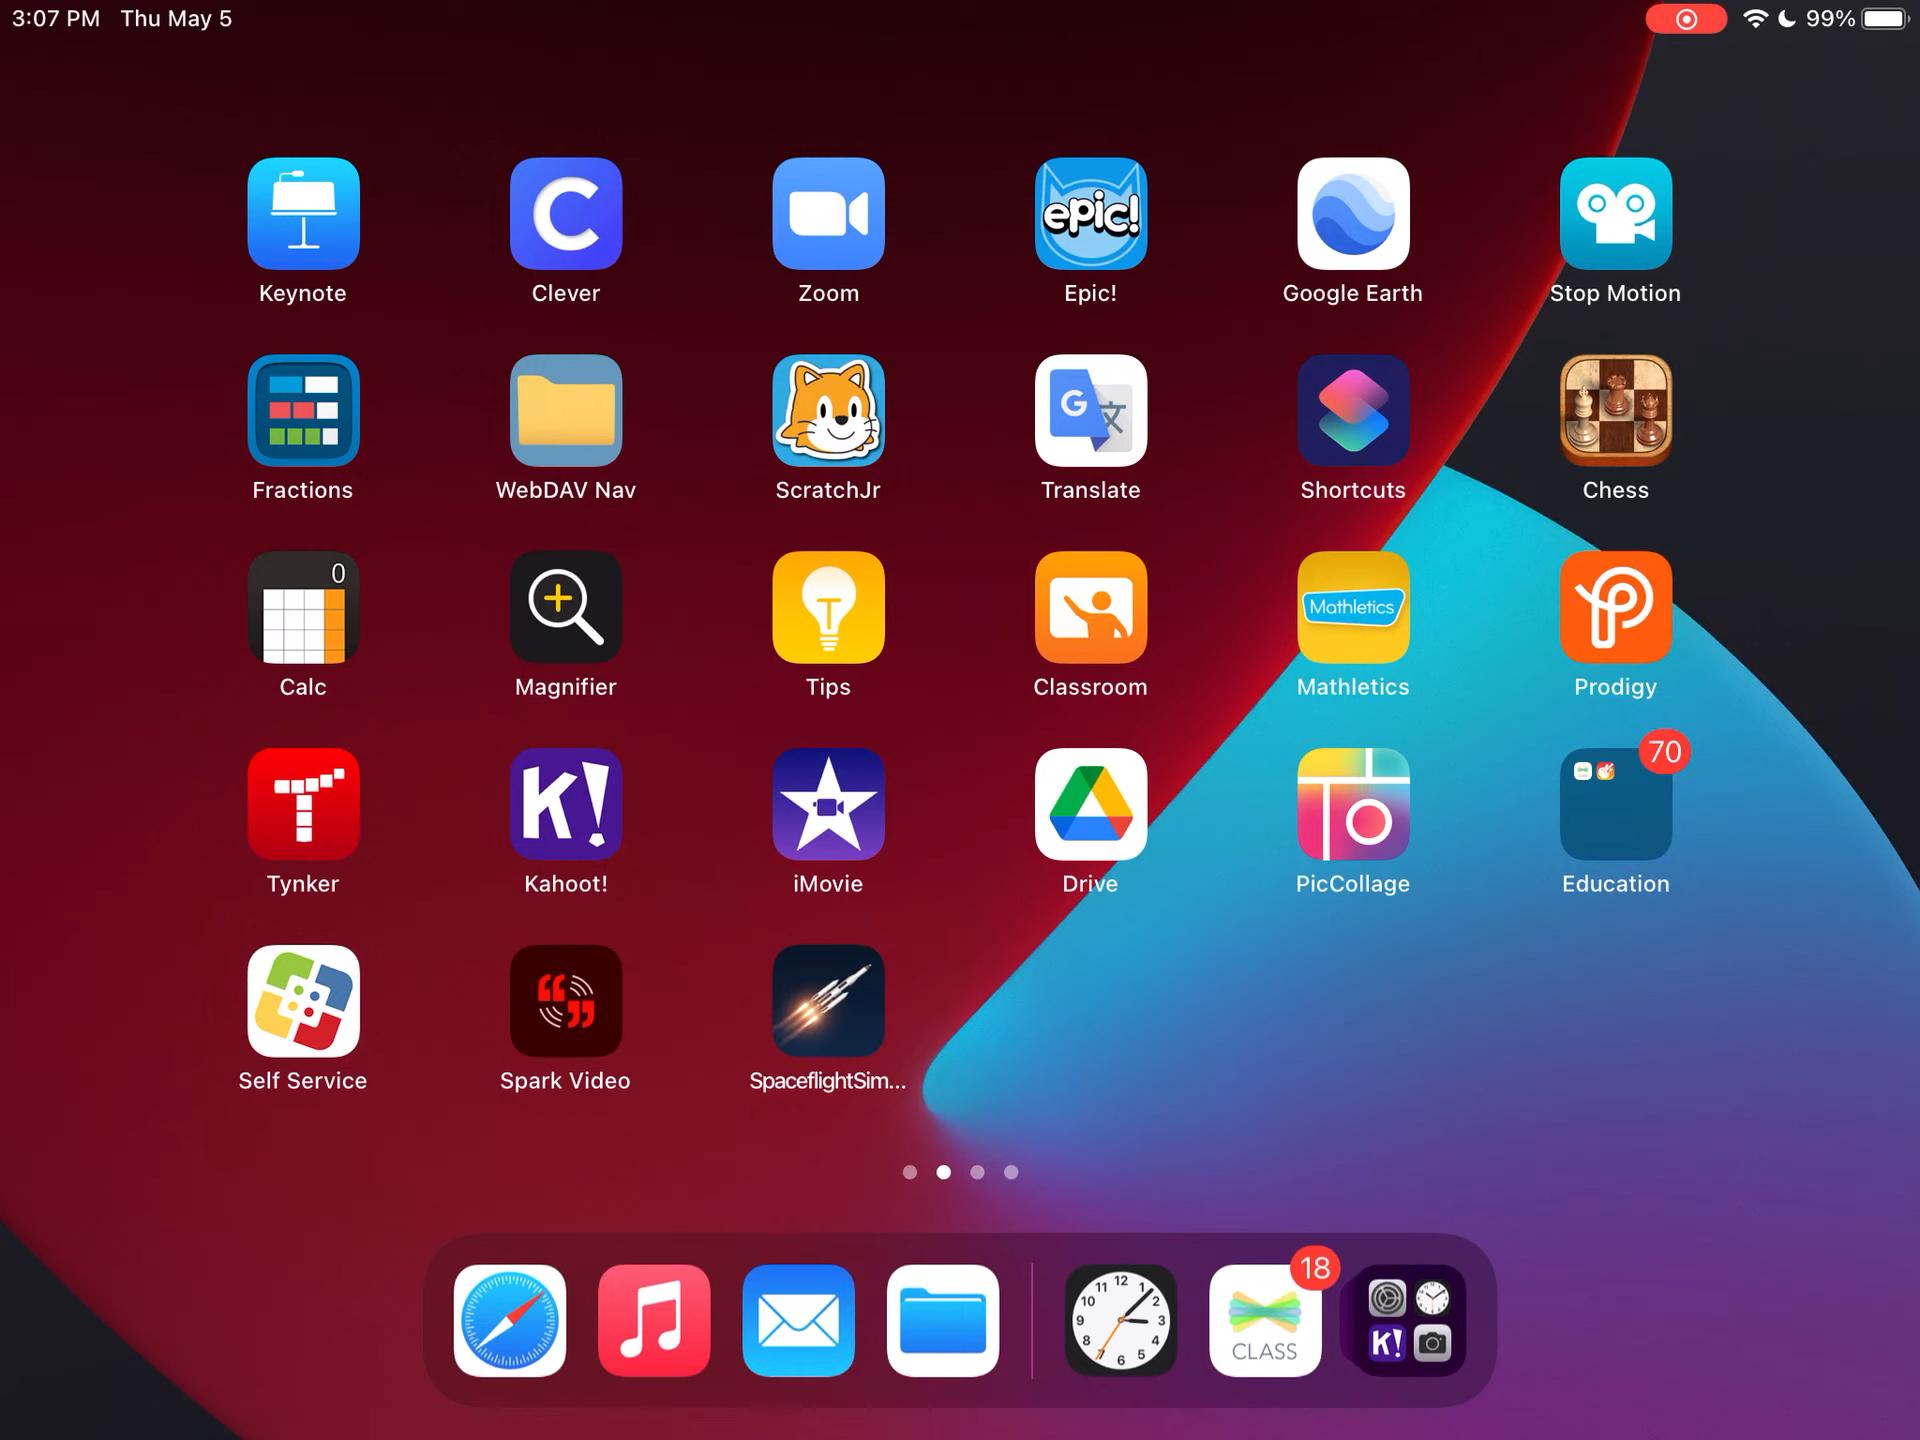 3:07 PM Thu May 5
99%
C
epic!
Keynote Clever Zoom Epic! Google Earth Stop Motion
G 文
Fractions WebDAV Nav ScratchJr Translate Shortcuts Chess
0
Mathletics
Calc Magnifier Tips Classroom Mathletics Prodigy
70
K!
Tynker Kahoot! iMovie Drive PicCollage Education
Self Service Spark Video SpaceflightSim...
18
12 1 2 3 4 5 6 7 8 9 10 11
K!
CLASS